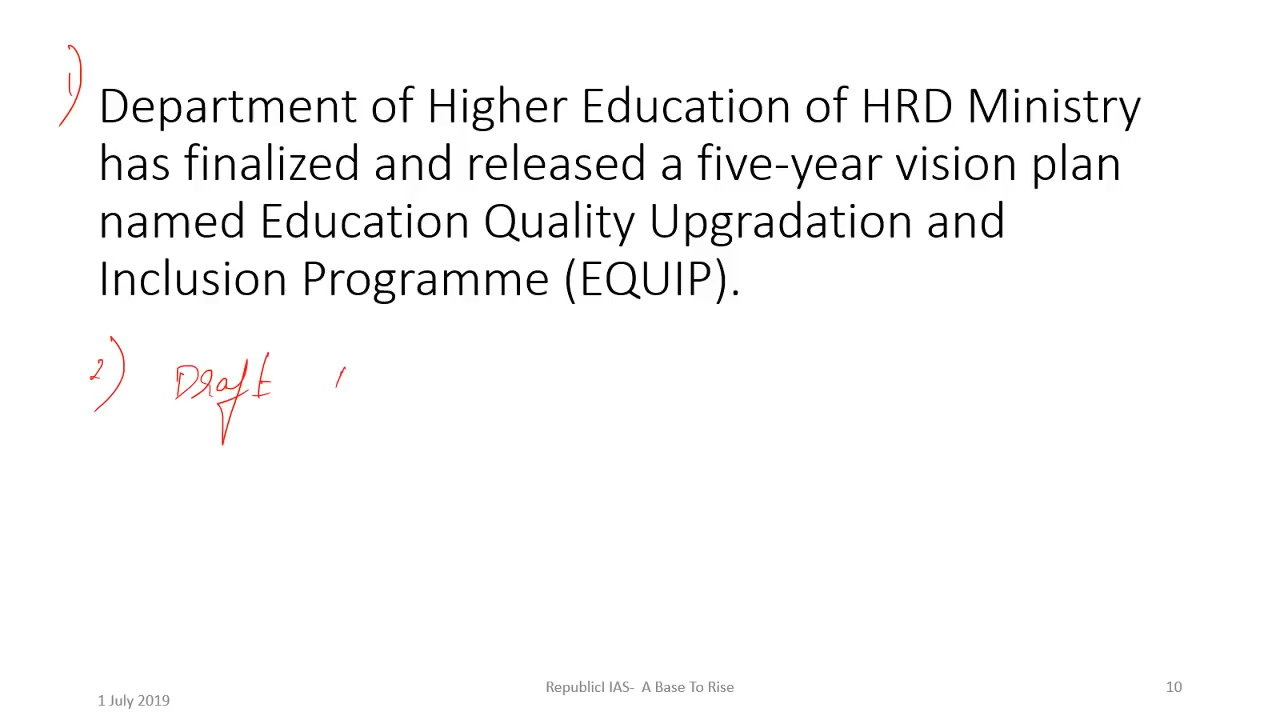 1)
Department of Higher Education of HRD Ministry
has finalized and released a five-year vision plan
named Education Quality Upgradation and
Inclusion Programme (EQUIP).
2) Draft
1 July 2019
RepublicI IAS- A Base To Rise
10